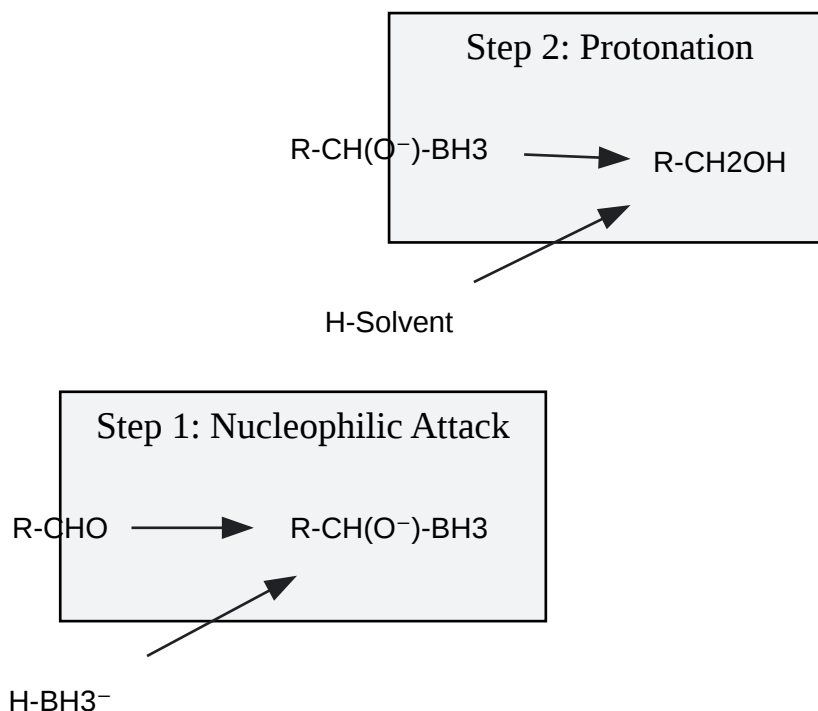 Step 2: Protonation
R-CH(O⁻)-BH3
R-CH2OH
H-Solvent
Step 1: Nucleophilic Attack
R-CHO
R-CH(O⁻)-BH3
H-BH3⁻